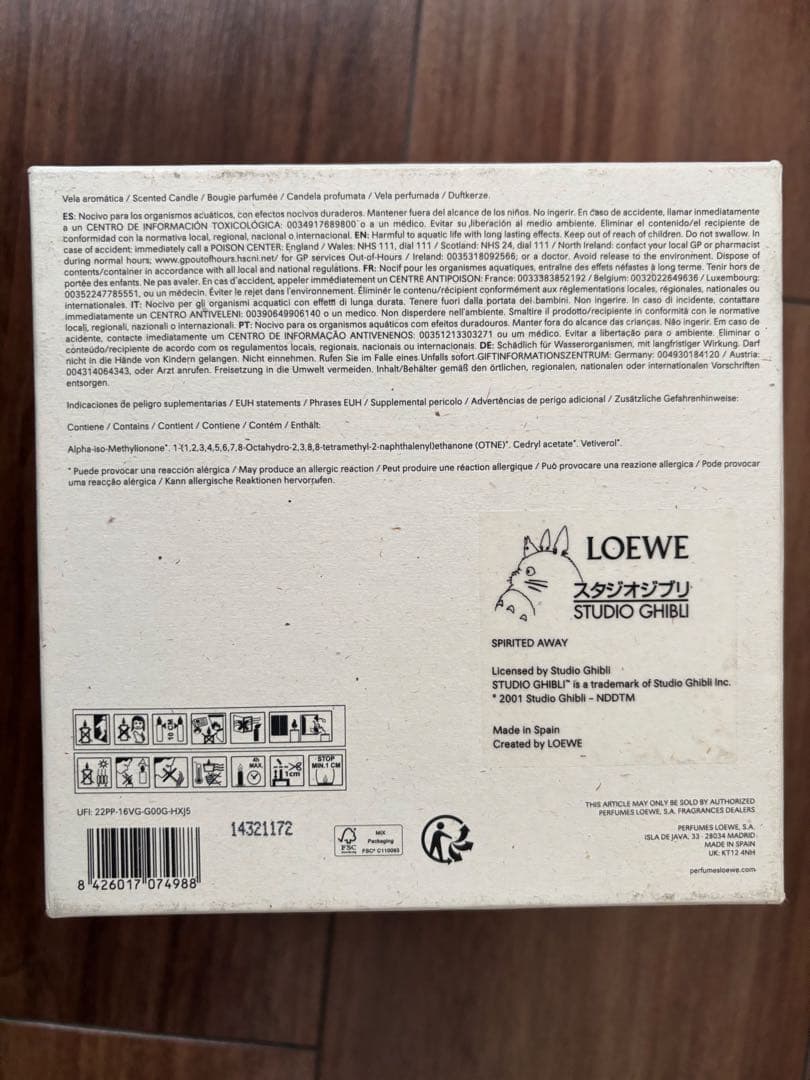 Vela aromática / Scented Candle / Bougie parfumée / Candela profumata / Vela perfumada / Duftkerze.
ES: Nocivo para los organismos acuáticos, con efectos nocivos duraderos. Mantener fuera del alcance de los niños. No ingerir. En caso de accidente, llamar inmediatamente
a un CENTRO DE INFORMACIÓN TOXICOLÓGICA: 0034917689800 o a un médico. Evitar su liberación al medio ambiente. Eliminar el contenido/el recipiente de
conformidad con la normativa local, regional, nacional o internacional. EN: Harmful to aquatic life with long lasting effects. Keep out of reach of children. Do not swallow. In
case of accident: immediately call a POISON CENTER: England / Wales: NHS 111, dial 111 / Scotland: NHS 24, dial 111 / North Ireland: contact your local GP or pharmacist
during normal hours; www.gpoutofhours.hscni.net/ for GP services Out-of-Hours / Ireland: 0035318092566; or a doctor. Avoid release to the environment. Dispose of
contents/container in accordance with all local and national regulations. FR: Nocif pour les organismes aquatiques, entraîne des effets néfastes à long terme. Tenir hors de
portée des enfants. Ne pas avaler. En cas d'accident, appeler immédiatement un CENTRE ANTIPOISON: France: 0033383852192 / Belgium: 0032022649636 / Luxembourg:
00352247785551, ou un médecin. Éviter le rejet dans l'environnement. Éliminer le contenu/récipient conformément aux réglementations locales, régionales, nationales ou
internationales. IT: Nocivo per gli organismi acquatici con effetti di lunga durata. Tenere fuori dalla portata dei bambini. Non ingerire. In caso di incidente, contattare
immediatamente un CENTRO ANTIVELENI: 00390649906140 o un medico. Non disperdere nell'ambiente. Smaltire il prodotto/recipiente in conformità con le normative
locali, regionali, nazionali o internazionali. PT: Nocivo para os organismos aquáticos com efeitos duradouros. Manter fora do alcance das crianças. Não ingerir. Em caso de
acidente, contacte imediatamente um CENTRO DE INFORMAÇÃO ANTIVENENOS: 00351213303271 ou um médico. Evitar a libertação para o ambiente. Eliminar o
conteúdo/recipiente de acordo com os regulamentos locais, regionais, nacionais ou internacionais. DE: Schädlich für Wasserorganismen, mit langfristiger Wirkung. Darf
nicht in die Hände von Kindern gelangen. Nicht einnehmen. Rufen Sie im Falle eines Unfalls sofort GIFTINFORMATIONSZENTRUM: Germany: 004930184120 / Austria:
004314064343, oder Arzt anrufen. Freisetzung in die Umwelt vermeiden. Inhalt/Behälter gemäß den örtlichen, regionalen, nationalen oder internationalen Vorschriften
entsorgen.
Indicaciones de peligro suplementarias / EUH statements / Phrases EUH / Supplemental pericolo / Advertências de perigo adicional / Zusätzliche Gefahrenhinweise:
Contiene / Contains / Contient / Contiene / Contém / Enthält:
Alpha-iso-Methylionone*. 1-(1,2,3,4,5,6,7,8-Octahydro-2,3,8,8-tetramethyl-2-naphthalenyl)ethanone (OTNE)*. Cedryl acetate*. Vetiverol*.
* Puede provocar una reacción alérgica / May produce an allergic reaction / Peut produire une réaction allergique / Può provocare una reazione allergica / Pode provocar
uma reacção alérgica / Kann allergische Reaktionen hervorrufen.
LOEWE
スタジオジブリ
STUDIO GHIBLI
SPIRITED AWAY
Licensed by Studio Ghibli
STUDIO GHIBLI™ is a trademark of Studio Ghibli Inc.
© 2001 Studio Ghibli - NDDTM
Made in Spain
Created by LOEWE
4h
MAX.
1cm
STOP
MIN.1 CM
UFI: 22PP-16VG-G00G-HXJ5
14321172
8 426017 074988
FSC
MIX
Packaging
FSC® C110093
THIS ARTICLE MAY ONLY BE SOLD BY AUTHORIZED
PERFUMES LOEWE, S.A. FRAGRANCES DEALERS
PERFUMES LOEWE, S.A.
ISLA DE JAVA, 33 - 28034 MADRID
MADE IN SPAIN
UK: KT12 4NH
perfumesloewe.com